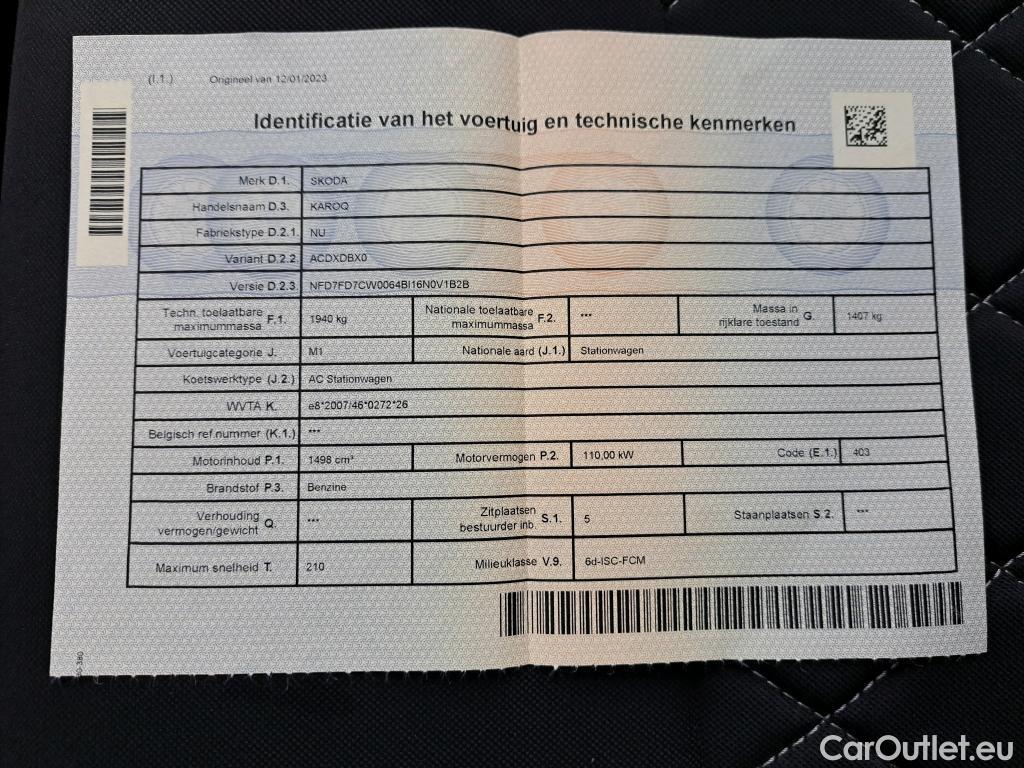 (I.1.) Origineel van 12/01/2023
Identificatie van het voertuig en technische kenmerken
Merk D.1. SKODA
Handelsnaam D.3. KAROQ
Fabriekstype D.2.1. NU
Variant D.2.2. ACDXDBX0
Versie D.2.3. NFD7FD7CW0064BI16N0V1B2B
Techn. toelaatbare maximummassa F.1. 1940 kg Nationale toelaatbare maximummassa F.2. *** Massa in rijklare toestand G. 1407 kg
Voertuigcategorie J. M1 Nationale aard (J.1.) Stationwagen
Koetswerktype (J.2.) AC Stationwagen
WVTA K. e8*2007/46*0272*26
Belgisch ref.nummer (K.1.) ***
Motorinhoud P.1. 1498 cm³ Motorvermogen P.2. 110,00 kW Code (E.1.) 403
Brandstof P.3. Benzine
Verhouding vermogen/gewicht Q. *** Zitplaatsen bestuurder inb. S.1. 5 Staanplaatsen S.2. ***
Maximum snelheid T. 210 Milieuklasse V.9. 6d-ISC-FCM
CarOutlet.eu